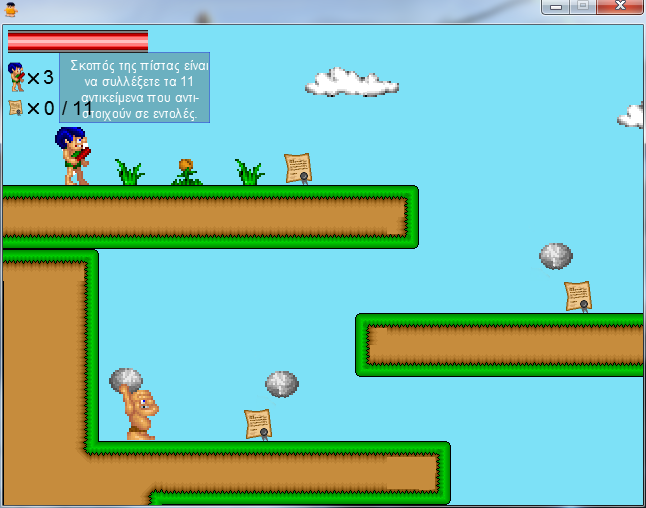 Σκοπός της πίστας είναι
× 3 να συλλέξετε τα 11
αντικείμενα που αντι-
× 0 / 11 στοιχούν σε εντολές.